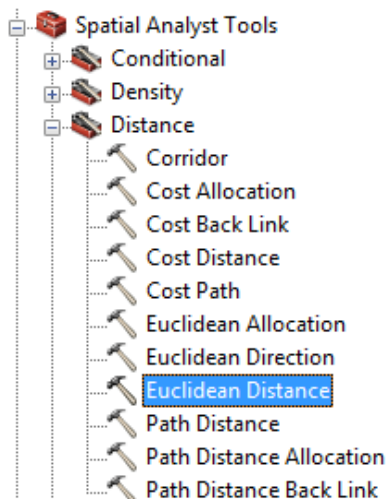 Spatial Analyst Tools
Conditional
Density
Distance
Corridor
Cost Allocation
Cost Back Link
Cost Distance
Cost Path
Euclidean Allocation
Euclidean Direction
Euclidean Distance
Path Distance
Path Distance Allocation
Path Distance Back Link